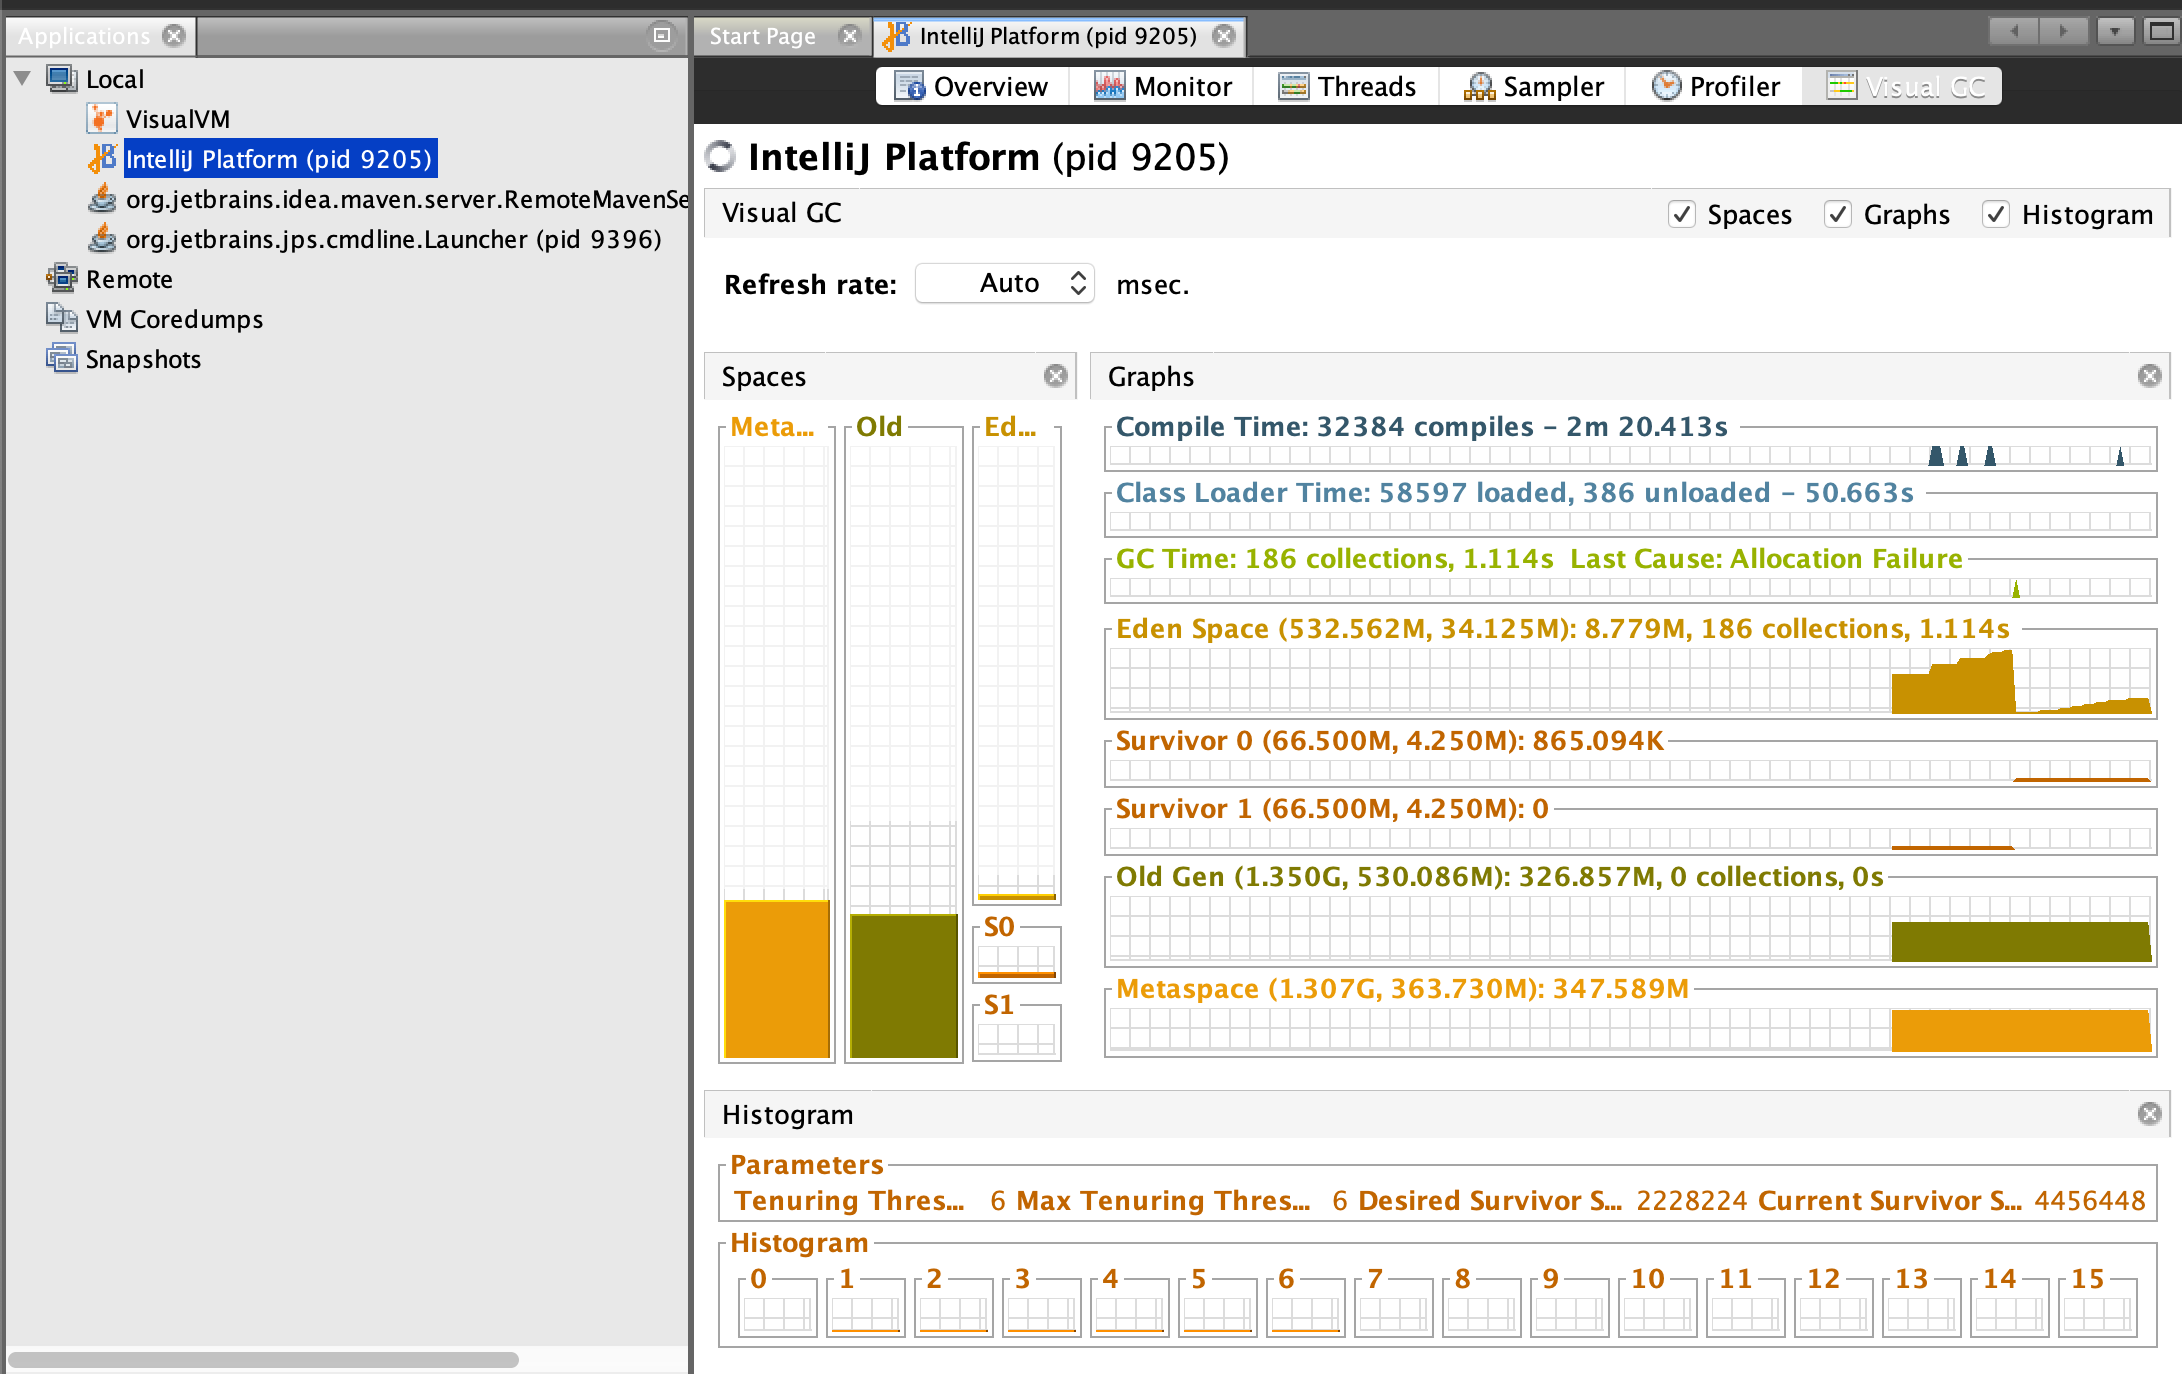 Applications
Local
VisualVM
IntelliJ Platform (pid 9205)
org.jetbrains.idea.maven.server.RemoteMavenSe
org.jetbrains.jps.cmdline.Launcher (pid 9396)
Remote
VM Coredumps
Snapshots
Start Page
IntelliJ Platform (pid 9205)
Overview
Monitor
Threads
Sampler
Profiler
Visual GC
IntelliJ Platform (pid 9205)
Visual GC
Spaces
Graphs
Histogram
Refresh rate: Auto msec.
Spaces
Meta...
Old
Ed...
S0
S1
Graphs
Compile Time: 32384 compiles - 2m 20.413s
Class Loader Time: 58597 loaded, 386 unloaded - 50.663s
GC Time: 186 collections, 1.114s Last Cause: Allocation Failure
Eden Space (532.562M, 34.125M): 8.779M, 186 collections, 1.114s
Survivor 0 (66.500M, 4.250M): 865.094K
Survivor 1 (66.500M, 4.250M): 0
Old Gen (1.350G, 530.086M): 326.857M, 0 collections, 0s
Metaspace (1.307G, 363.730M): 347.589M
Histogram
Parameters
Tenuring Thres... 6 Max Tenuring Thres... 6 Desired Survivor S... 2228224 Current Survivor S... 4456448
Histogram
0 1 2 3 4 5 6 7 8 9 10 11 12 13 14 15